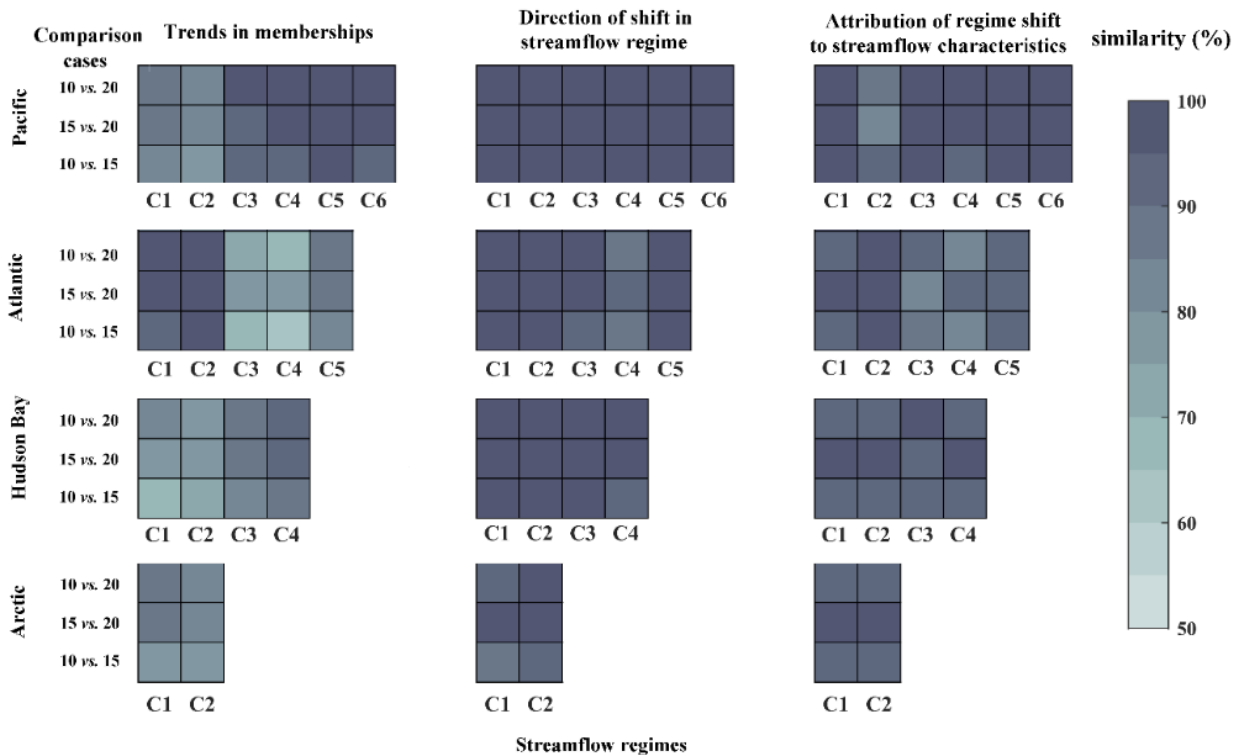 Comparison cases
Trends in memberships
Direction of shift in
streamflow regime
Attribution of regime shift
to streamflow characteristics
similarity (%)
Pacific
10 vs. 20
15 vs. 20
10 vs. 15
C1 C2 C3 C4 C5 C6
C1 C2 C3 C4 C5 C6
C1 C2 C3 C4 C5 C6
Atlantic
10 vs. 20
15 vs. 20
10 vs. 15
C1 C2 C3 C4 C5
C1 C2 C3 C4 C5
C1 C2 C3 C4 C5
Hudson Bay
10 vs. 20
15 vs. 20
10 vs. 15
C1 C2 C3 C4
C1 C2 C3 C4
C1 C2 C3 C4
Arctic
10 vs. 20
15 vs. 20
10 vs. 15
C1 C2
C1 C2
C1 C2
100
90
80
70
60
50
Streamflow regimes